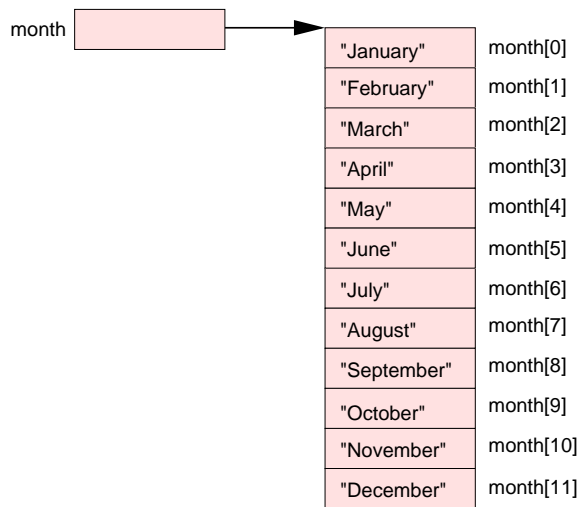 month
"January" month[0]
"February" month[1]
"March" month[2]
"April" month[3]
"May" month[4]
"June" month[5]
"July" month[6]
"August" month[7]
"September" month[8]
"October" month[9]
"November" month[10]
"December" month[11]